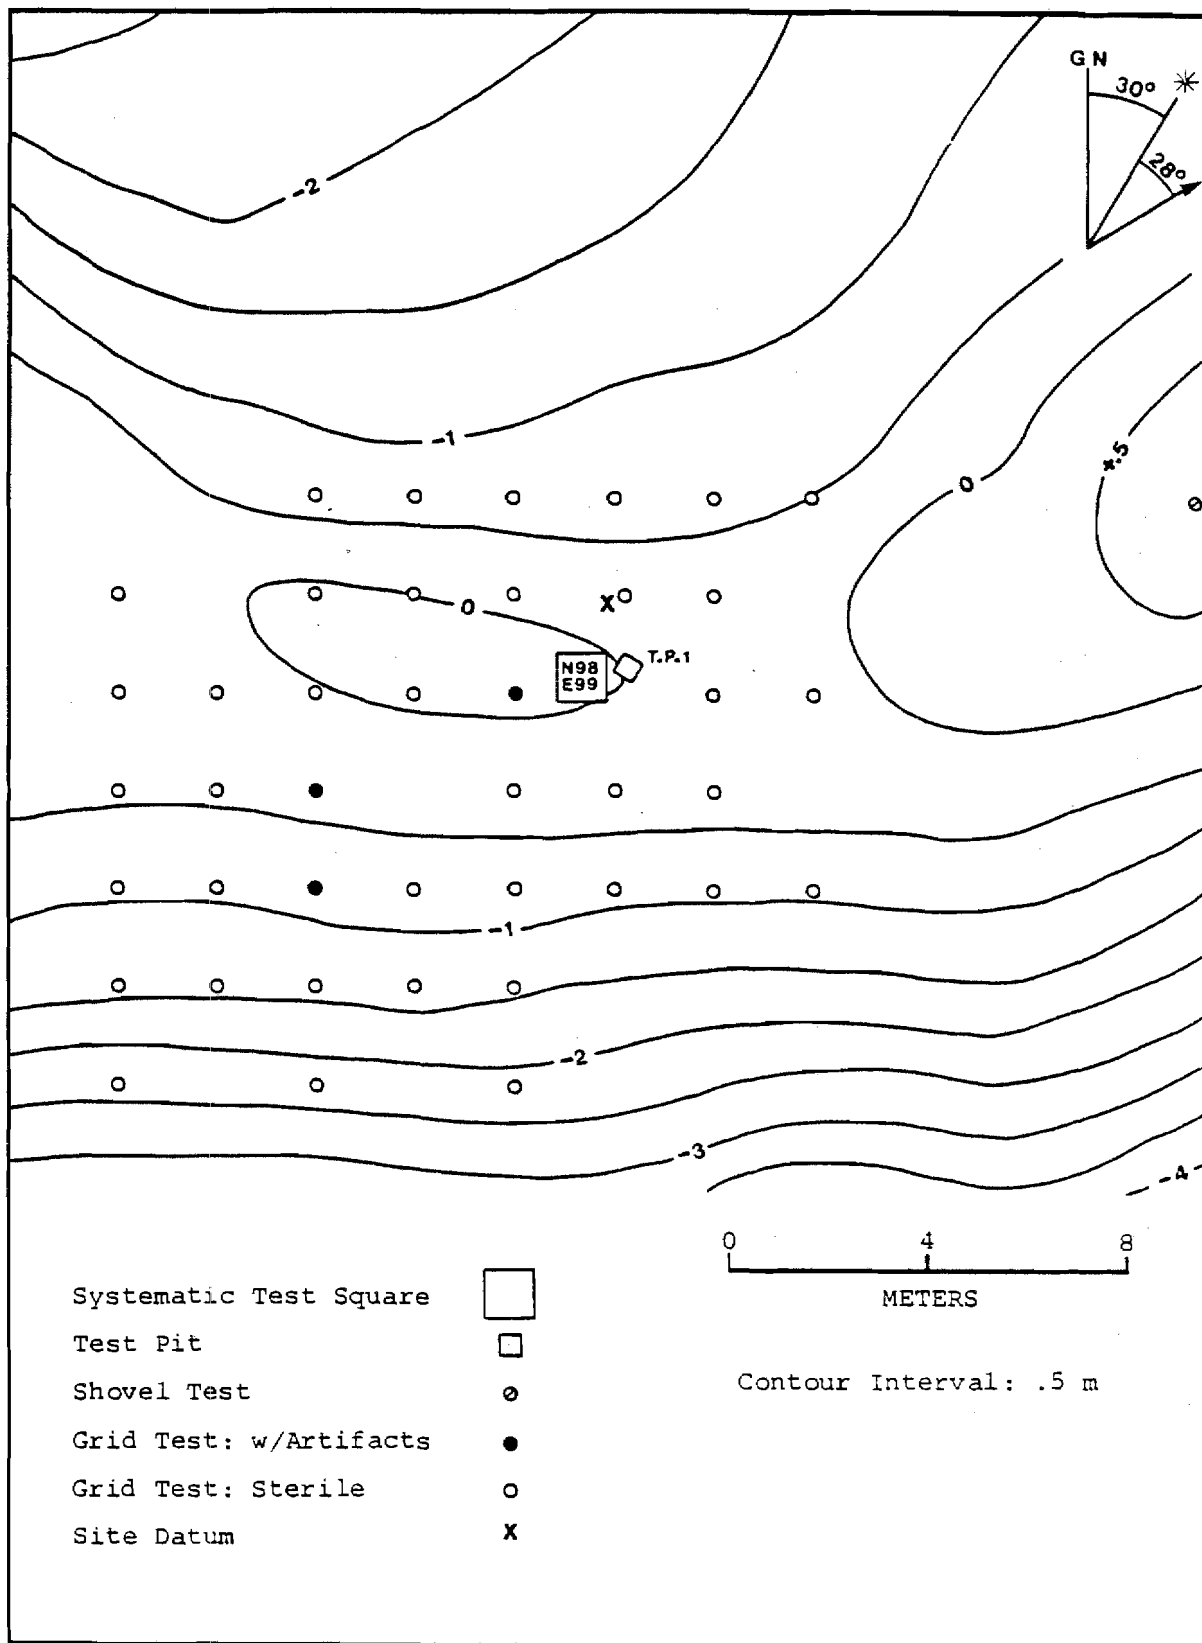 GN
30°
28°
-2
-1
+.5
0
0
X
T.P.1
N98
E99
-1
-2
-3
-4
0 4 8
METERS
Systematic Test Square
Test Pit
Shovel Test
Grid Test: w/Artifacts
Grid Test: Sterile
Site Datum X
Contour Interval: .5 m